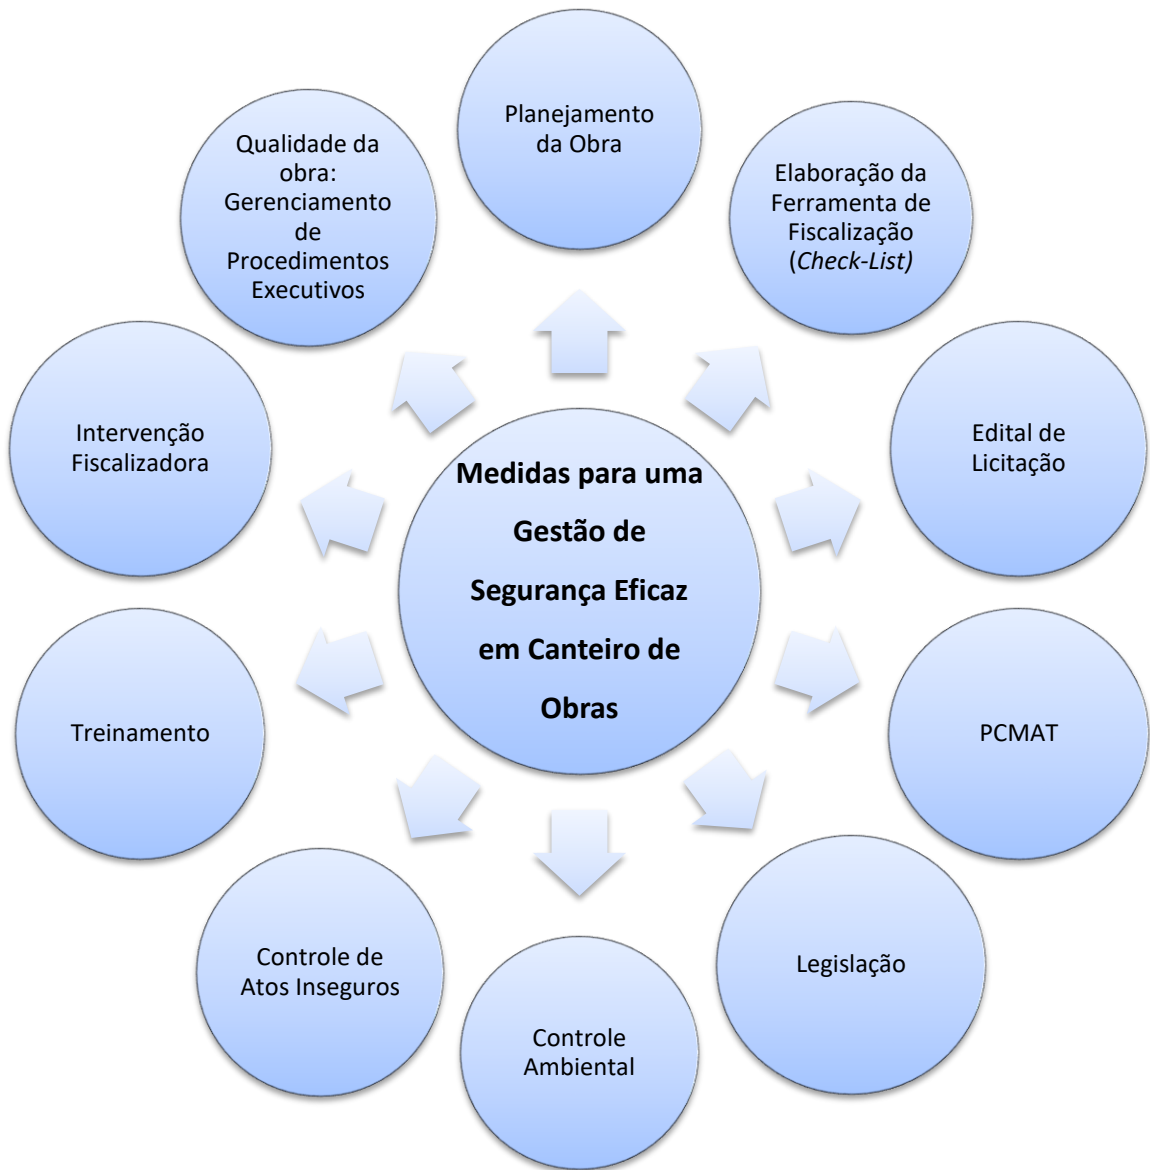 Planejamento
da Obra
Elaboração da
Ferramenta de
Fiscalização
(Check-List)
Edital de
Licitação
PCMAT
Legislação
Controle
Ambiental
Controle de
Atos Inseguros
Treinamento
Intervenção
Fiscalizadora
Qualidade da
obra:
Gerenciamento
de
Procedimentos
Executivos
Medidas para uma
Gestão de
Segurança Eficaz
em Canteiro de
Obras